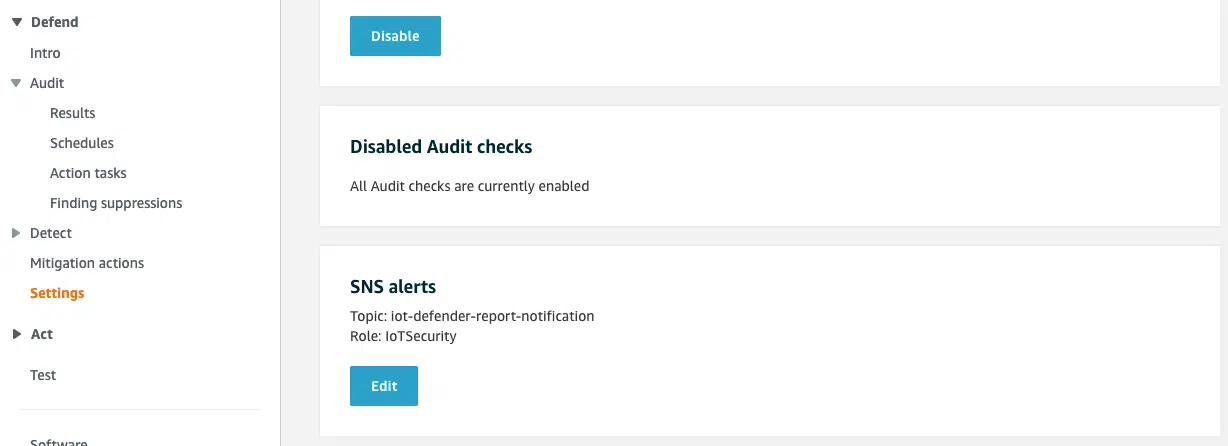 Defend
Intro
Audit
Results
Schedules
Action tasks
Finding suppressions
Detect
Mitigation actions
Settings
Act
Test
Software
Disable
Disabled Audit checks
All Audit checks are currently enabled
SNS alerts
Topic: iot-defender-report-notification
Role: IoTSecurity
Edit